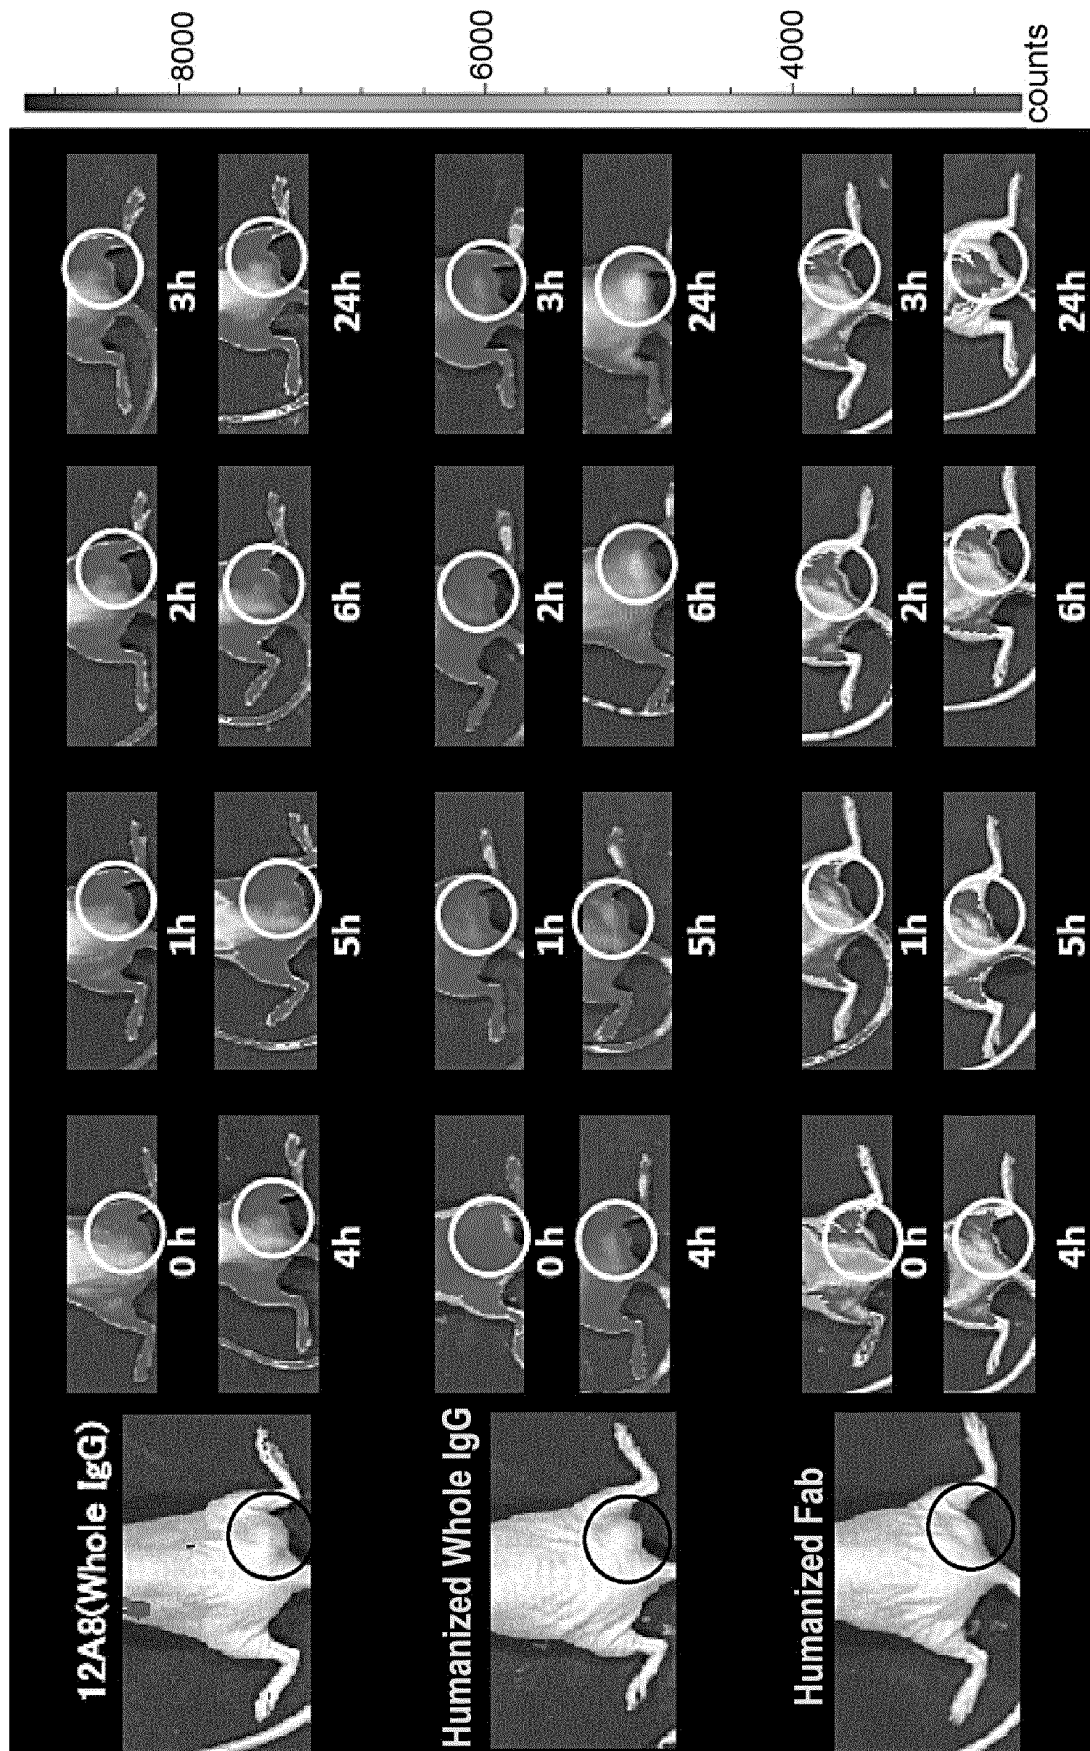 12A8(Whole IgG)
0 h
1h
2h
3h
4h
5h
6h
24h
Humanized Whole IgG
0 h
1h
2h
3h
4h
5h
6h
24h
Humanized Fab
0 h
1h
2h
3h
4h
5h
6h
24h
8000
6000
4000
counts